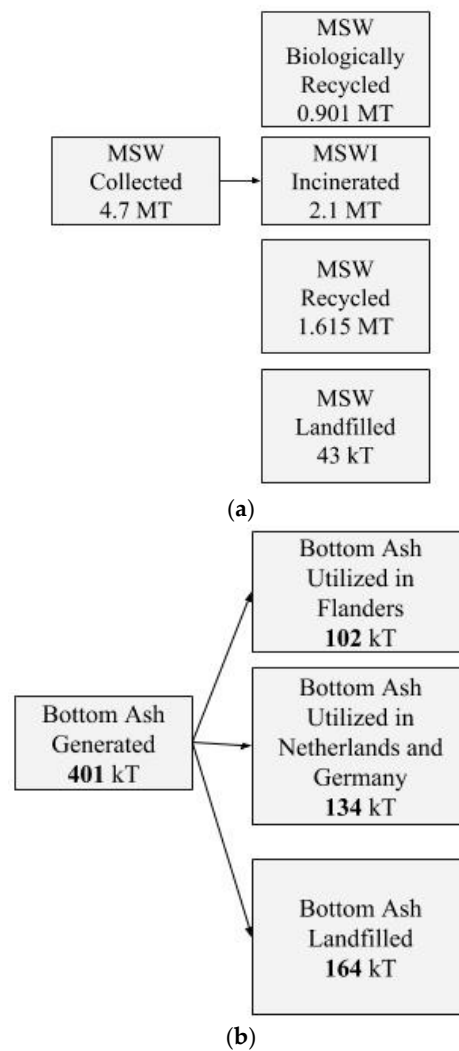 MSW
Biologically
Recycled
0.901 MT
MSW
Collected
4.7 MT
MSWI
Incinerated
2.1 MT
MSW
Recycled
1.615 MT
MSW
Landfilled
43 kT
(a)
Bottom Ash
Utilized in
Flanders
102 kT
Bottom Ash
Generated
401 kT
Bottom Ash
Utilized in
Netherlands and
Germany
134 kT
Bottom Ash
Landfilled
164 kT
(b)